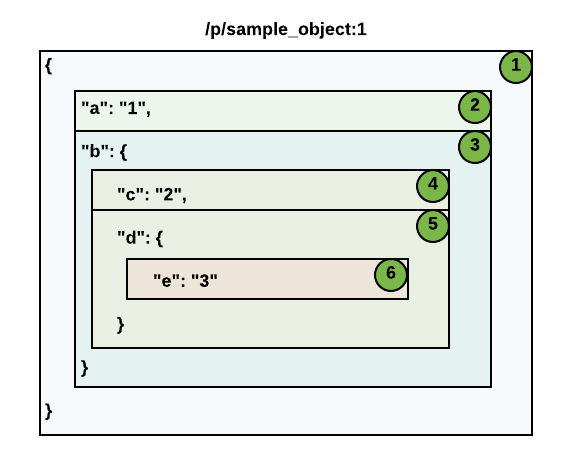 /p/sample_object:1
{ 1
"a": "1", 2
"b": { 3
"c": "2", 4
"d": { 5
"e": "3" 6
}
}
}